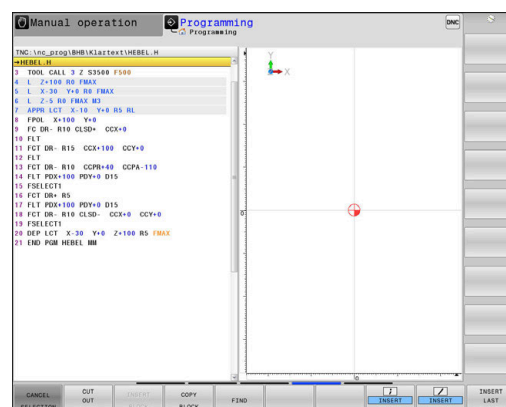 Manual operation
Programming
Programming
DNC
TNC:\nc_prog\BHB\Klartext\HEBEL.H
→HEBEL.H
3 TOOL CALL 3 Z S3500 F500
4 L Z+100 R0 FMAX
5 L X-30 Y+0 R0 FMAX
6 L Z-5 R0 FMAX M3
7 APPR LCT X-10 Y+0 R5 RL
8 FPOL X+100 Y+0
9 FC DR- R10 CLSD+ CCX+0
10 FLT
11 FCT DR- R15 CCX+100 CCY+0
12 FLT
13 FCT DR- R10 CCPR+40 CCPA-110
14 FLT PDX+100 PDY+0 D15
15 FSELECT1
16 FCT DR+ R5
17 FLT PDX+100 PDY+0 D15
18 FCT DR- R10 CLSD- CCX+0 CCY+0
19 FSELECT1
20 DEP LCT X-30 Y+0 Z+100 R5 FMAX
21 END PGM HEBEL MM
Y
X
0
0
CANCEL
SELECTION
CUT
OUT
INSERT
BLOCK
COPY
BLOCK
FIND
INSERT
INSERT
INSERT
LAST